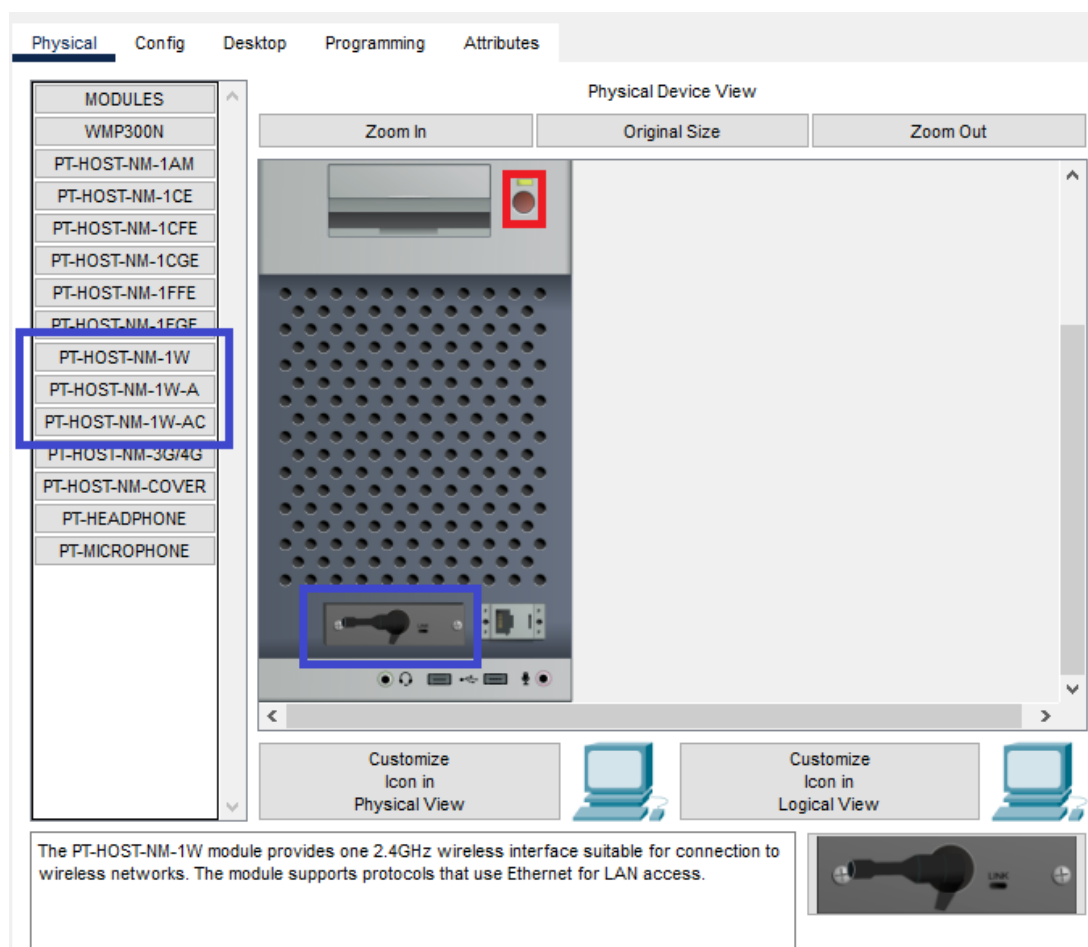 Physical Config Desktop Programming Attributes
MODULES
WMP300N
PT-HOST-NM-1AM
PT-HOST-NM-1CE
PT-HOST-NM-1CFE
PT-HOST-NM-1CGE
PT-HOST-NM-1FFE
PT-HOST-NM-1FGE
PT-HOST-NM-1W
PT-HOST-NM-1W-A
PT-HOST-NM-1W-AC
PT-HOST-NM-3G/4G
PT-HOST-NM-COVER
PT-HEADPHONE
PT-MICROPHONE
Physical Device View
Zoom In Original Size Zoom Out
Customize
Icon in
Physical View
Customize
Icon in
Logical View
The PT-HOST-NM-1W module provides one 2.4GHz wireless interface suitable for connection to
wireless networks. The module supports protocols that use Ethernet for LAN access.
LINK